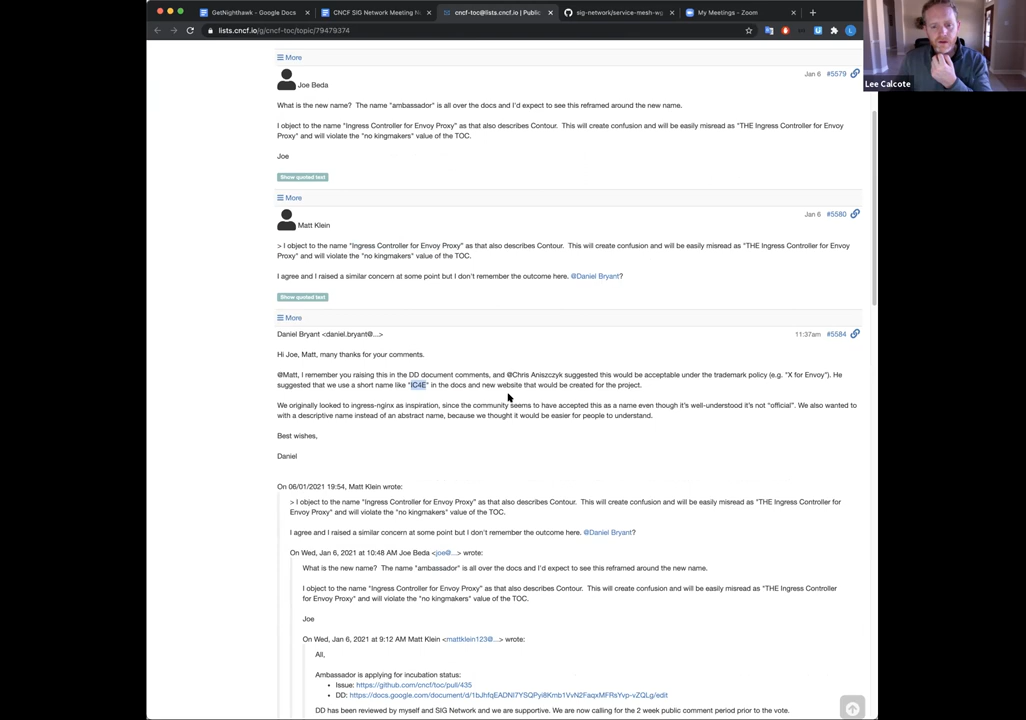 GetNighthawk - Google Docs
CNCF SIG Network Meeting N
cncf-toc@lists.cncf.io | Public
sig-network/service-mesh-wg
My Meetings - Zoom
lists.cncf.io/g/cncf-toc/topic/79479374
Lee Calcote
More
Joe Beda
Jan 6 #5579
What is the new name? The name "ambassador" is all over the docs and I'd expect to see this reframed around the new name.
I object to the name "Ingress Controller for Envoy Proxy" as that also describes Contour. This will create confusion and will be easily misread as "THE Ingress Controller for Envoy
Proxy" and will violate the "no kingmakers" value of the TOC.
Joe
Show quoted text
More
Matt Klein
Jan 6 #5580
> I object to the name "Ingress Controller for Envoy Proxy" as that also describes Contour. This will create confusion and will be easily misread as "THE Ingress Controller for Envoy
Proxy" and will violate the "no kingmakers" value of the TOC.
I agree and I raised a similar concern at some point but I don't remember the outcome here. @Daniel Bryant?
Show quoted text
More
Daniel Bryant <daniel.bryant@...>
11:37am #5584
Hi Joe, Matt, many thanks for your comments.
@Matt, I remember you raising this in the DD document comments, and @Chris Aniszczyk suggested this would be acceptable under the trademark policy (e.g. "X for Envoy"). He
suggested that we use a short name like "IC4E" in the docs and new website that would be created for the project.
We originally looked to ingress-nginx as inspiration, since the community seems to have accepted this as a name even though it's well-understood it's not "official". We also wanted to
with a descriptive name instead of an abstract name, because we thought it would be easier for people to understand.
Best wishes,
Daniel
On 06/01/2021 19:54, Matt Klein wrote:
> I object to the name "Ingress Controller for Envoy Proxy" as that also describes Contour. This will create confusion and will be easily misread as "THE Ingress Controller for
Envoy Proxy" and will violate the "no kingmakers" value of the TOC.
I agree and I raised a similar concern at some point but I don't remember the outcome here. @Daniel Bryant?
On Wed, Jan 6, 2021 at 10:48 AM Joe Beda <joe@...> wrote:
What is the new name? The name "ambassador" is all over the docs and I'd expect to see this reframed around the new name.
I object to the name "Ingress Controller for Envoy Proxy" as that also describes Contour. This will create confusion and will be easily misread as "THE Ingress Controller
for Envoy Proxy" and will violate the "no kingmakers" value of the TOC.
Joe
On Wed, Jan 6, 2021 at 9:12 AM Matt Klein <mattklein123@...> wrote:
All,
Ambassador is applying for incubation status:
• Issue: https://github.com/cncf/toc/pull/435
• DD:
DD has been reviewed by myself and SIG Network and we are supportive. We are now calling for the 2 week public comment period prior to the vote.